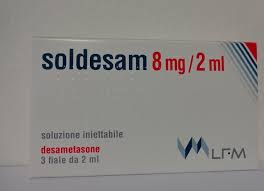 soldesam 8 mg/2 ml
soluzione iniettabile
desametasone
3 fiale da 2 ml
LFM